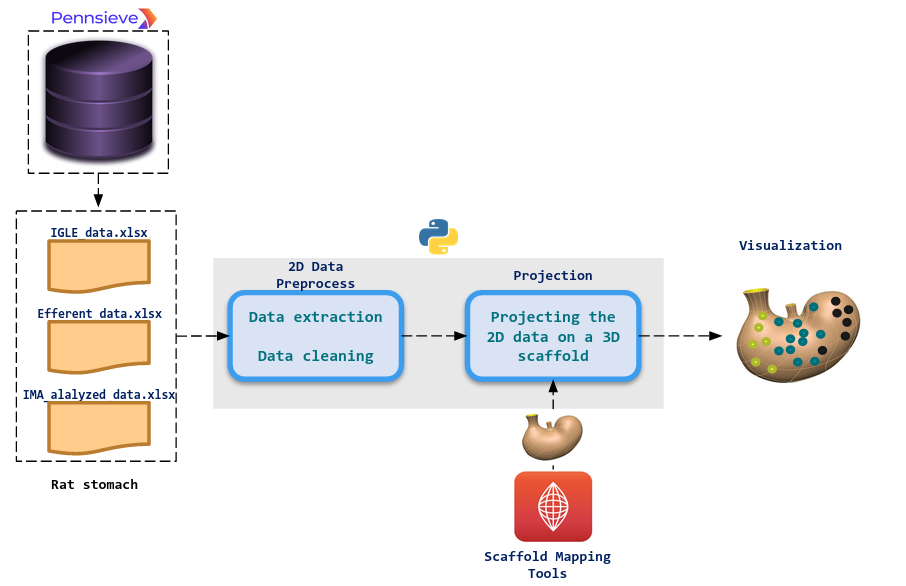 Pennsieve
IGLE_data.xlsx
Efferent_data.xlsx
IMA_alalyzed_data.xlsx
Rat stomach
2D Data
Preprocess
Data extraction
Data cleaning
Projection
Projecting the
2D data on a 3D
scaffold
Scaffold Mapping
Tools
Visualization